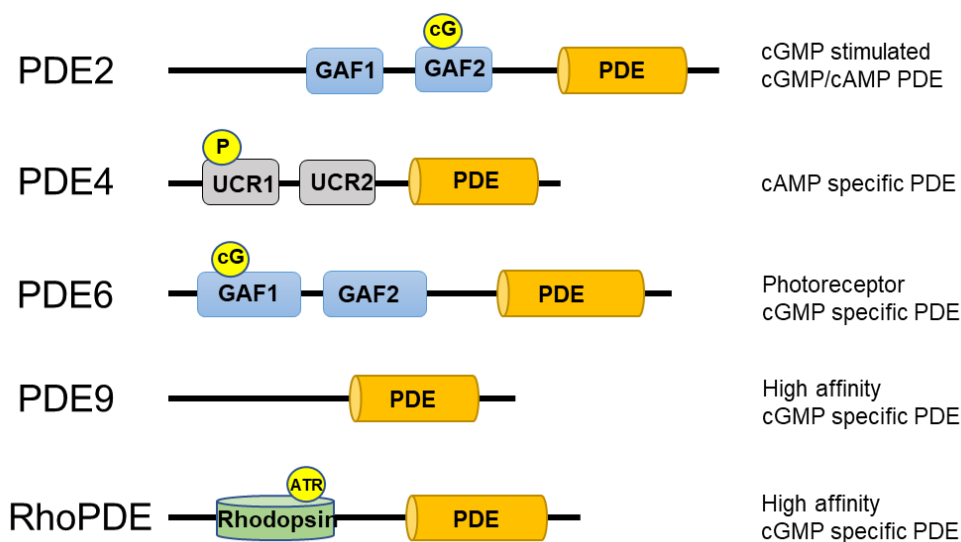 cG
PDE2 GAF1 GAF2 PDE cGMP stimulated
cGMP/cAMP PDE
P
PDE4 UCR1 UCR2 PDE cAMP specific PDE
cG
PDE6 GAF1 GAF2 PDE Photoreceptor
cGMP specific PDE
PDE9 PDE High affinity
cGMP specific PDE
ATR
RhoPDE Rhodopsin PDE High affinity
cGMP specific PDE